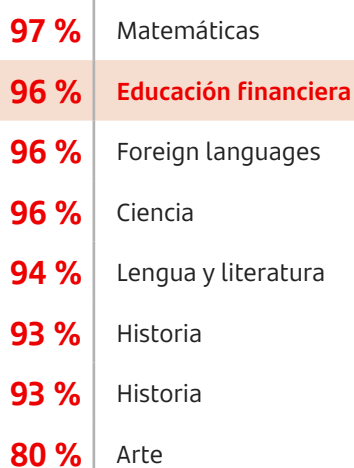 97 % Matemáticas
96 % Educación financiera
96 % Foreign languages
96 % Ciencia
94 % Lengua y literatura
93 % Historia
93 % Historia
80 % Arte